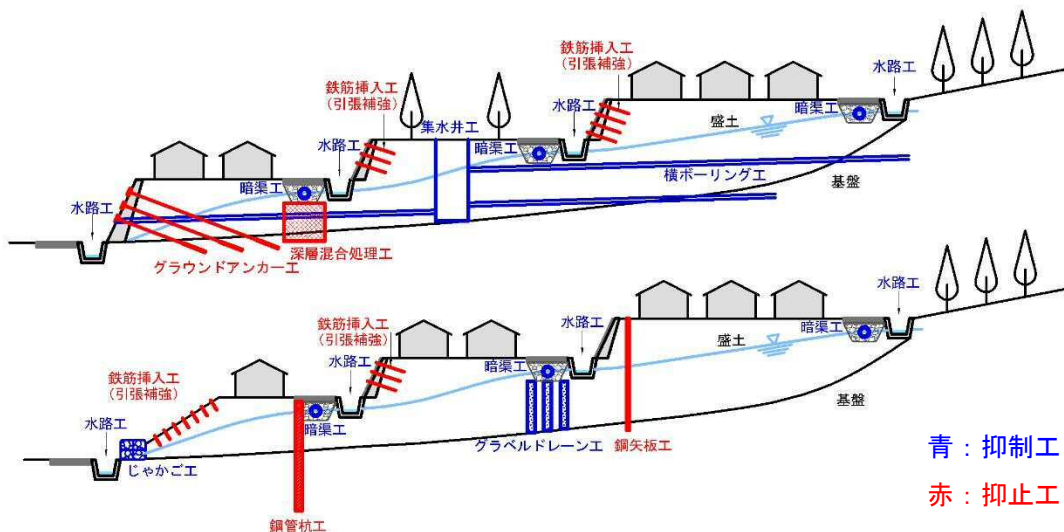 鉄筋挿入工
(引張補強)
水路工
暗渠工
盛土
水路工
鉄筋挿入工
(引張補強)
集水井工
暗渠工
水路工
横ボーリング工
基盤
暗渠工
水路工
グラウンドアンカー工
深層混合処理工
鉄筋挿入工
(引張補強)
水路工
暗渠工
盛土
水路工
鉄筋挿入工
(引張補強)
水路工
暗渠工
基盤
水路工
暗渠工
グラベルドレーン工
鋼矢板工
じゃかご工
鋼管杭工
青：抑制工
赤：抑止工